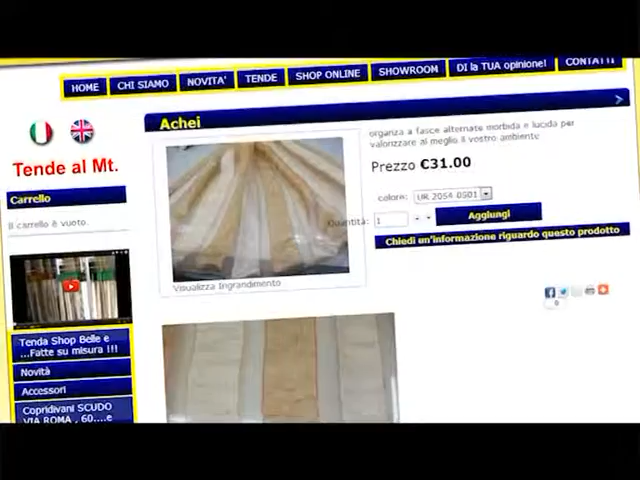 HOME CHI SIAMO NOVITA' TENDE SHOP ONLINE SHOWROOM DI la TUA opinione! CONTATTI
Achei
organza a fasce alternate morbida e lucida per
valorizzare al meglio il vostro ambiente
Prezzo €31.00
colore: UR 2054 0501
Quantità: 1 Aggiungi
Chiedi un'informazione riguardo questo prodotto
Visualizza Ingrandimento
Tende al Mt.
Carrello
Il carrello è vuoto.
Tenda Shop Belle e
...Fatte su misura !!!
Novità
Accessori
Copridivani SCUDO
VIA ROMA , 60....e